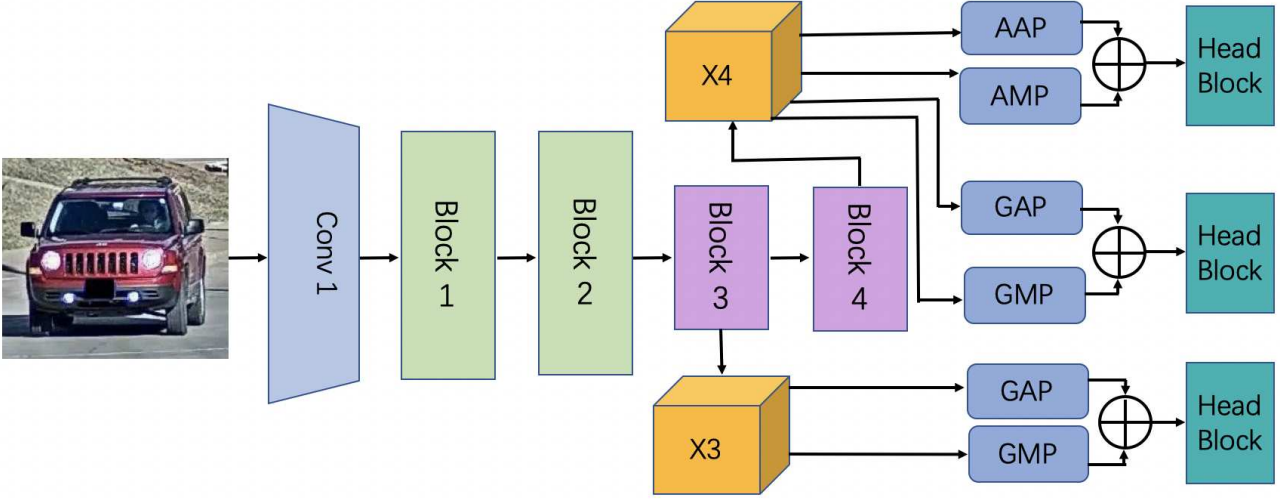 Conv 1
Block 1
Block 2
Block 3
Block 4
X4
X3
AAP
AMP
Head
Block
GAP
GMP
Head
Block
GAP
GMP
Head
Block